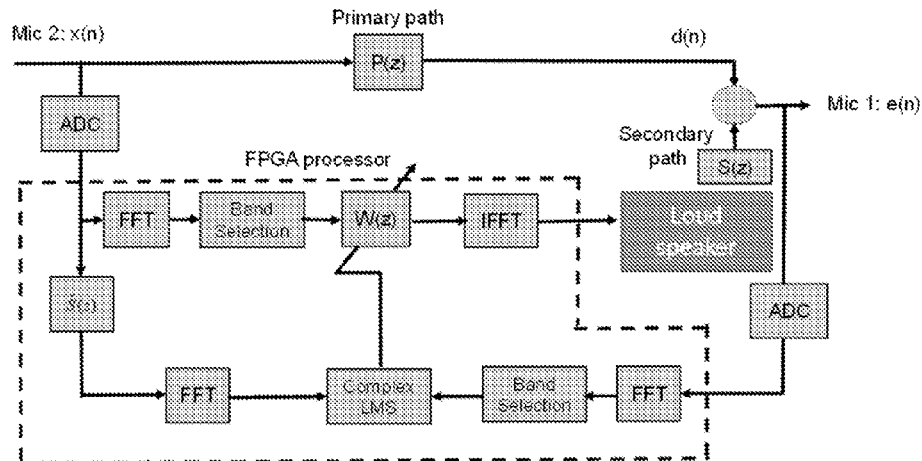 Primary path
Mic 2: x(n)
d(n)
P(z)
ADC
Mic 1: e(n)
Secondary
path
S(z)
FPGA processor
FFT
Band
Selection
W(z)
IFFT
Loud
speaker
ADC
FFT
Complex
LMS
Band
Selection
FFT